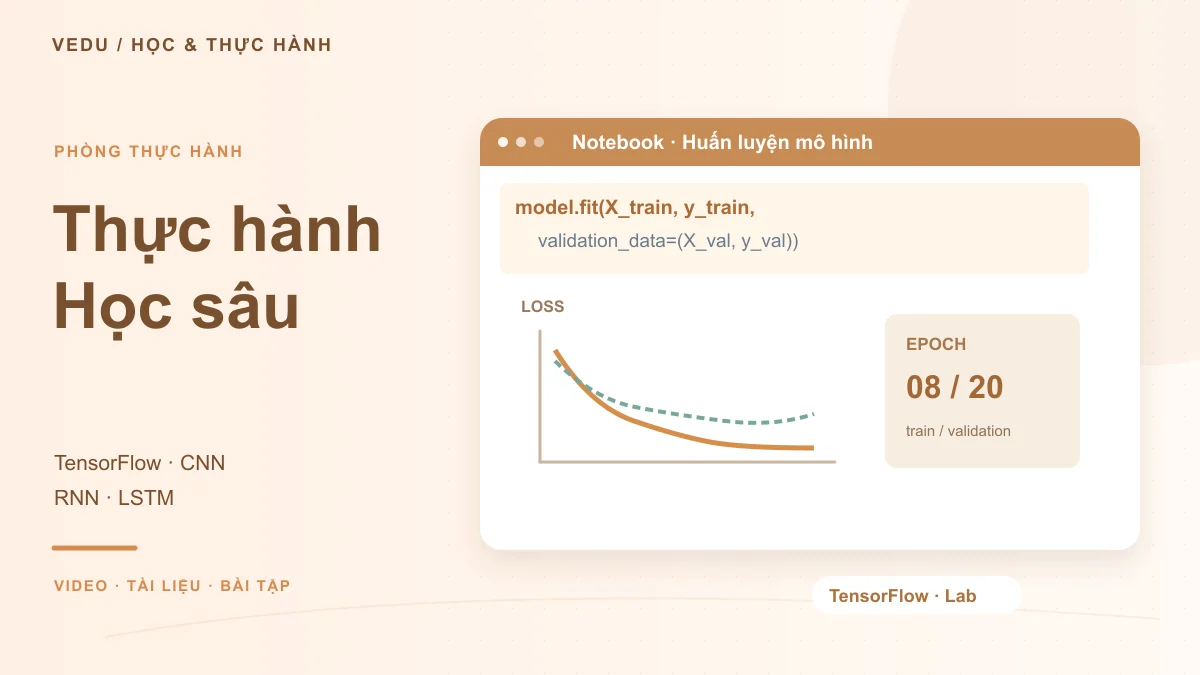 VEDU / HỌC & THỰC HÀNH
PHÒNG THỰC HÀNH
Thực hành
Học sâu
TensorFlow · CNN
RNN · LSTM
VIDEO · TÀI LIỆU · BÀI TẬP
Notebook · Huấn luyện mô hình
model.fit(X_train, y_train,
validation_data=(X_val, y_val))
LOSS
EPOCH
08 / 20
train / validation
TensorFlow · Lab